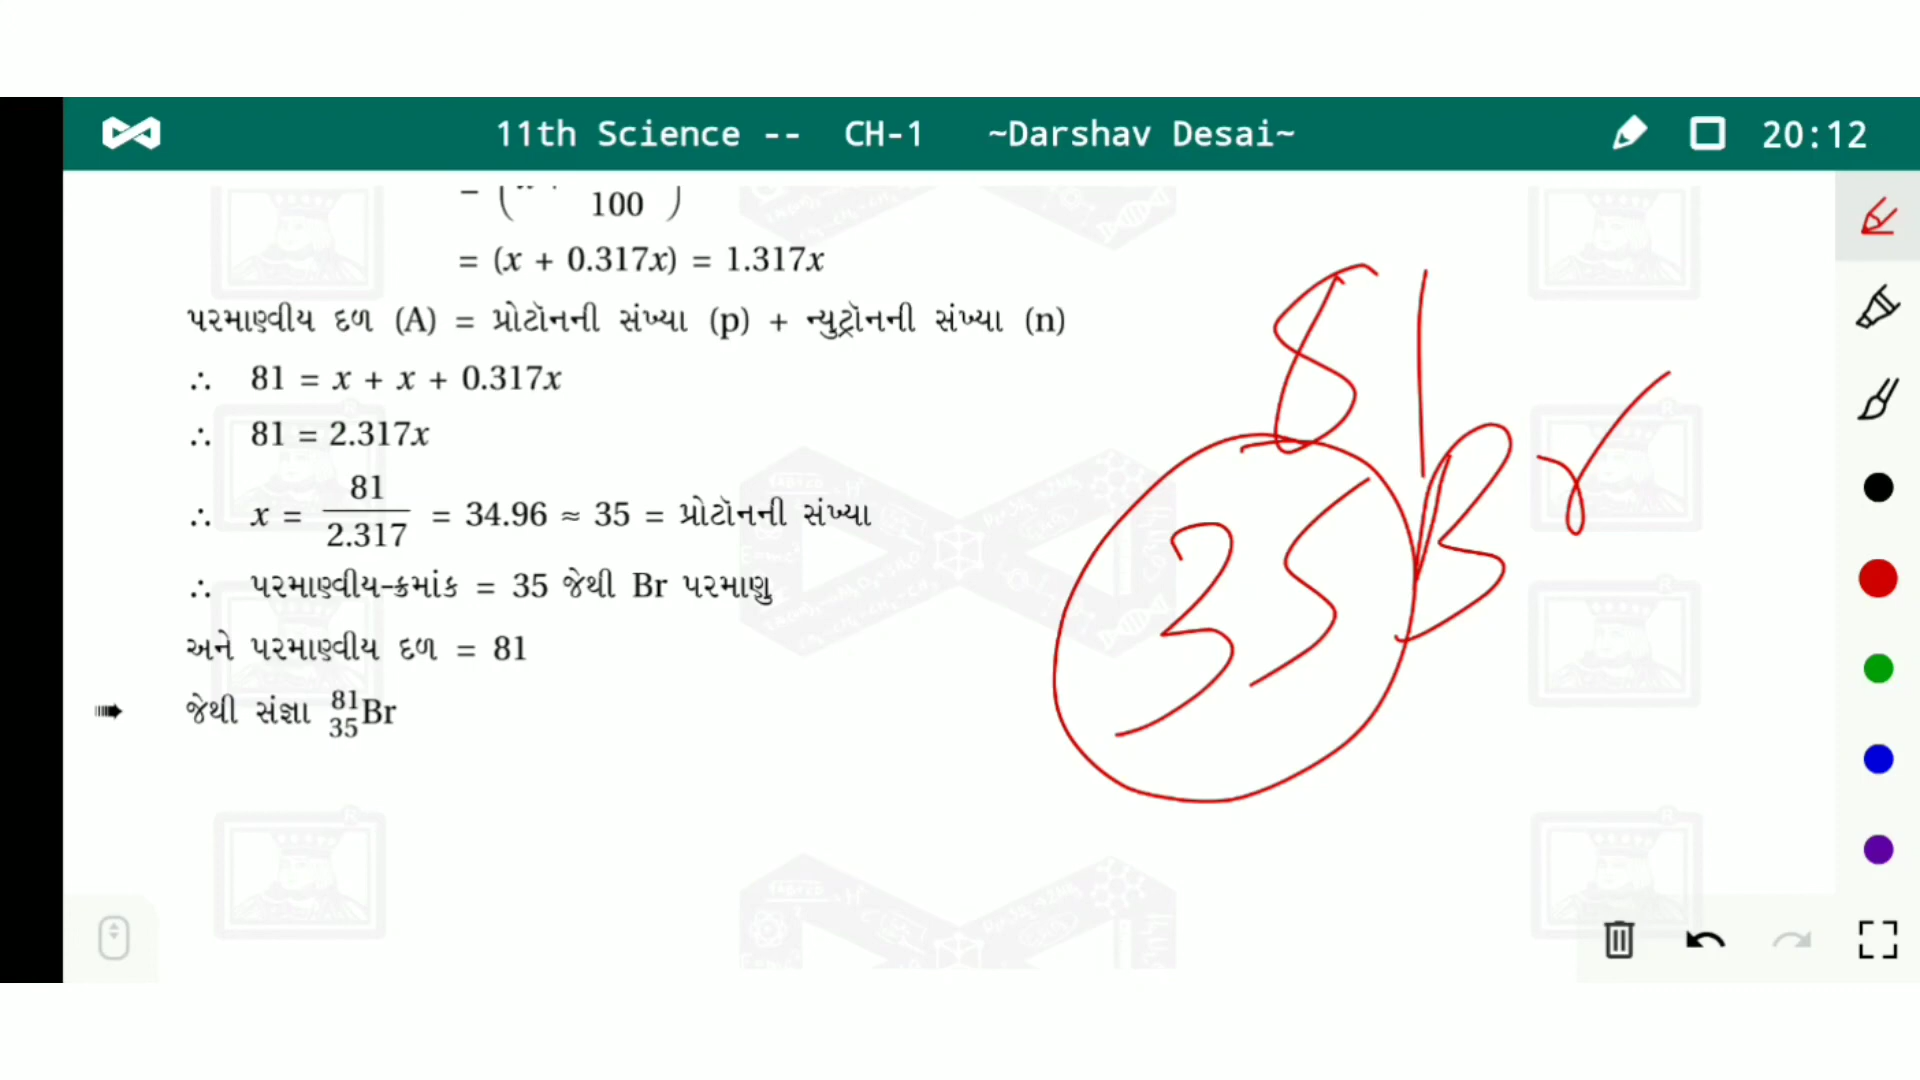 11th Science -- CH-1 ~Darshav Desai~ 20:12
100
= (x + 0.317x) = 1.317x
પરમાણ્વીય દળ (A) = પ્રોટૉનની સંખ્યા (p) + ન્યુટ્રૉનની સંખ્યા (n)
∴ 81 = x + x + 0.317x
∴ 81 = 2.317x
∴ x = 81/2.317 = 34.96 ≈ 35 = પ્રોટૉનની સંખ્યા
∴ પરમાણ્વીય-ક્રમાંક = 35 જેથી Br પરમાણુ
અને પરમાણ્વીય દળ = 81
➠ જેથી સંજ્ઞા ⁸¹₃₅Br
81
35 Br